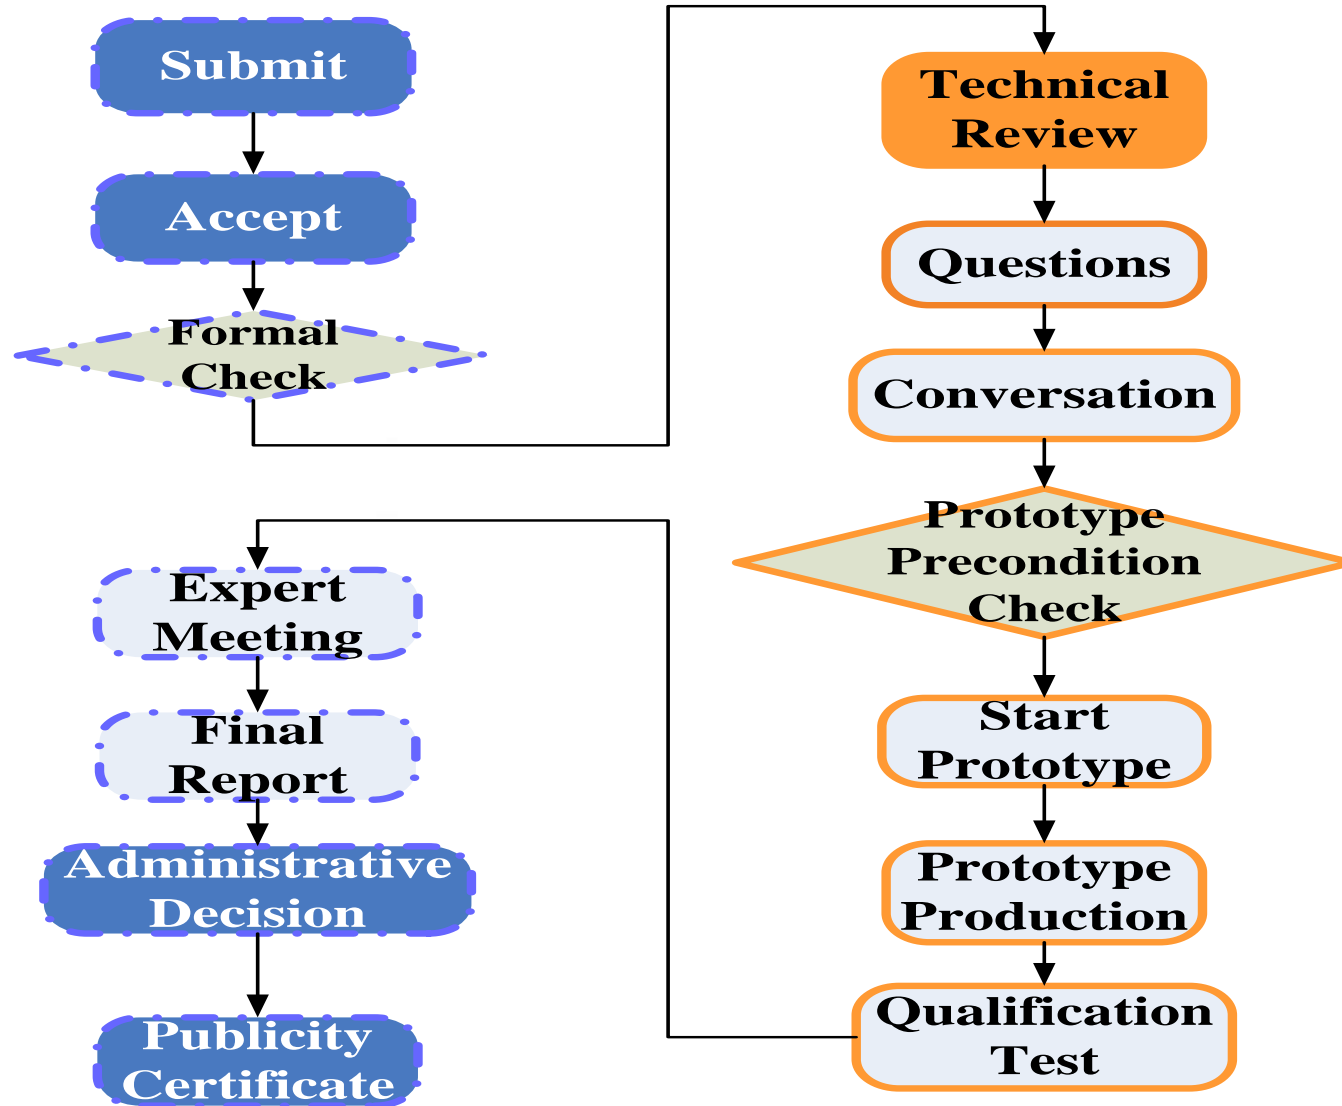 Submit
Accept
Formal
Check
Technical
Review
Questions
Conversation
Prototype
Precondition
Check
Start
Prototype
Prototype
Production
Qualification
Test
Expert
Meeting
Final
Report
Administrative
Decision
Publicity
Certificate